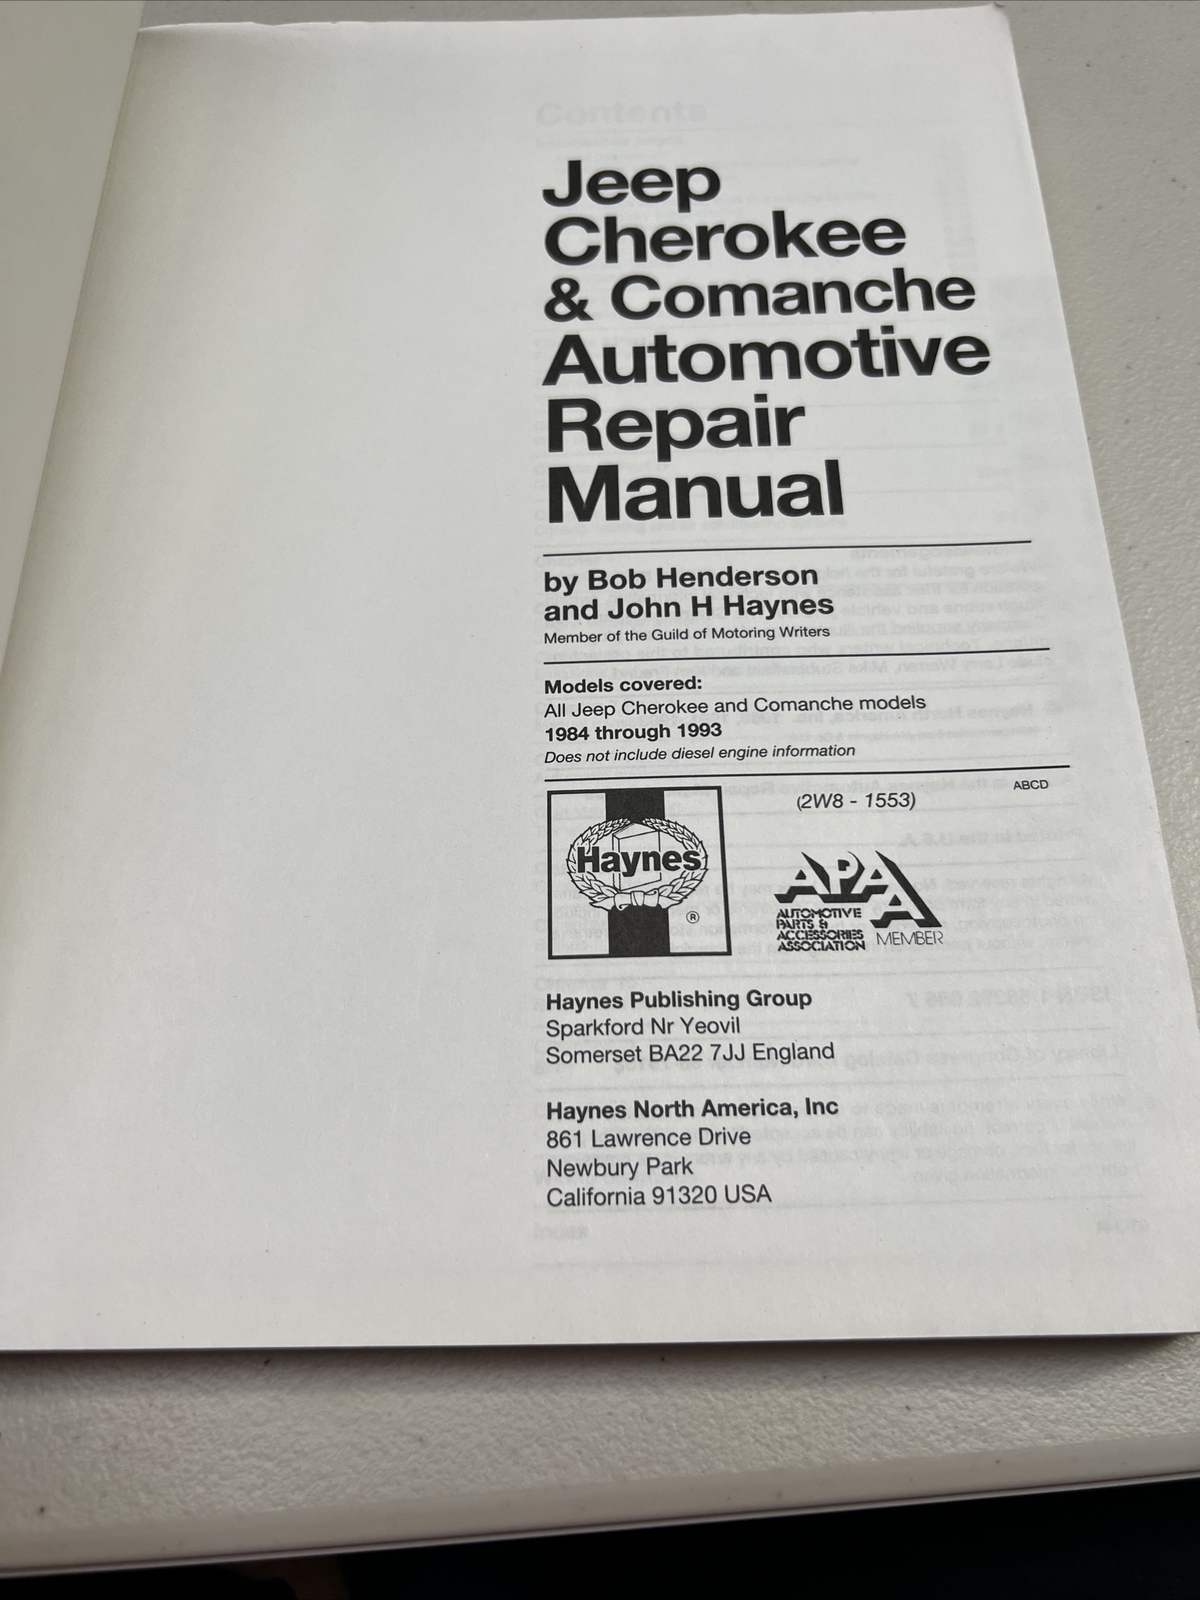 Contents
Jeep
Cherokee
& Comanche
Automotive
Repair
Manual
by Bob Henderson
and John H Haynes
Member of the Guild of Motoring Writers
Models covered:
All Jeep Cherokee and Comanche models
1984 through 1993
Does not include diesel engine information
ABCD
(2W8 - 1553)
Haynes
®
APAA
AUTOMOTIVE
PARTS &
ACCESSORIES
ASSOCIATION
MEMBER
Haynes Publishing Group
Sparkford Nr Yeovil
Somerset BA22 7JJ England
Haynes North America, Inc
861 Lawrence Drive
Newbury Park
California 91320 USA
Index